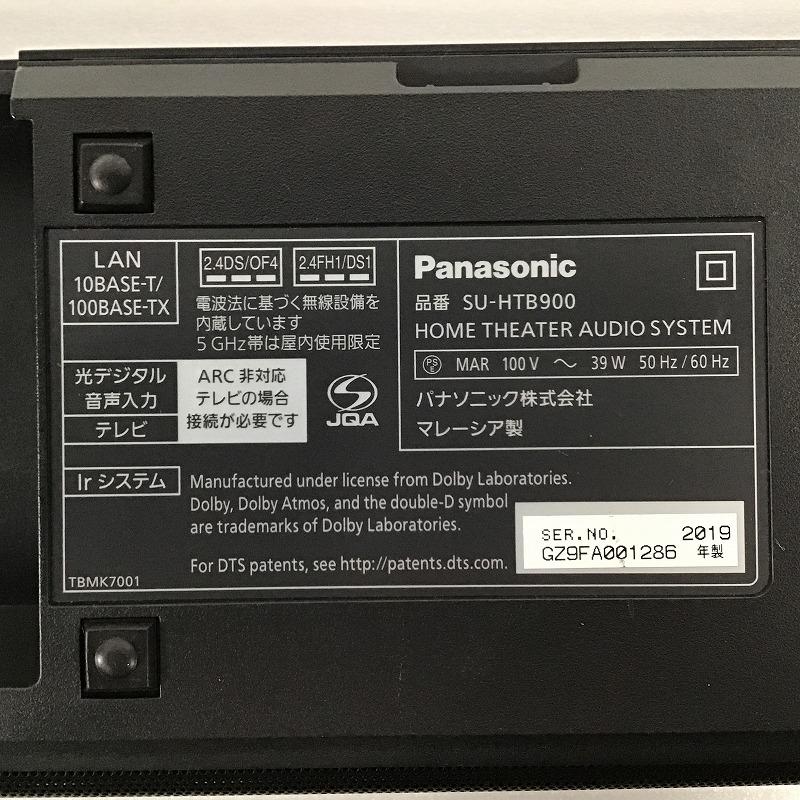 LAN
10BASE-T/
100BASE-TX
2.4DS/OF4
2.4FH1/DS1
電波法に基づく無線設備を
内蔵しています
5 GHz帯は屋内使用限定
光デジタル
音声入力
テレビ
ARC 非対応
テレビの場合
接続が必要です
JQA
Ir システム
Panasonic
品番 SU-HTB900
HOME THEATER AUDIO SYSTEM
PSE MAR 100 V ～ 39 W 50 Hz / 60 Hz
パナソニック株式会社
マレーシア製
Manufactured under license from Dolby Laboratories.
Dolby, Dolby Atmos, and the double-D symbol
are trademarks of Dolby Laboratories.
For DTS patents, see http://patents.dts.com.
TBMK7001
SER.NO. 2019
GZ9FA001286 年製